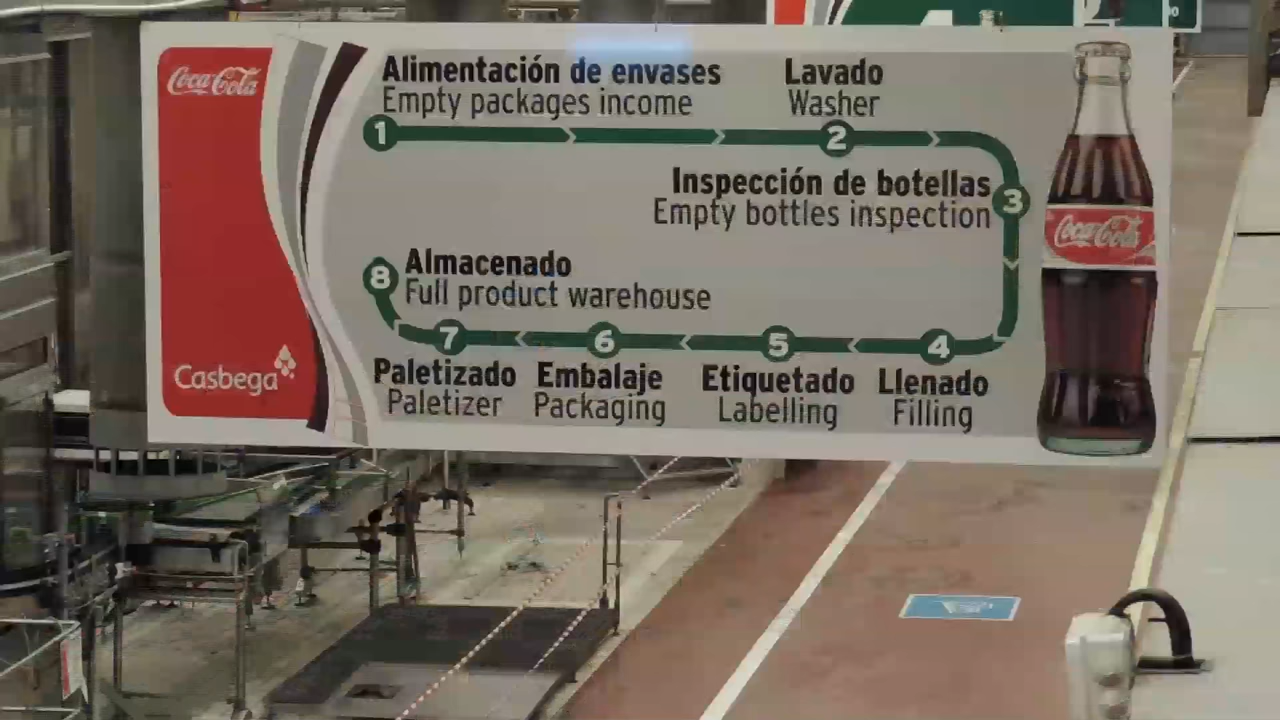 Coca-Cola
Alimentación de envases
Empty packages income
1
Lavado
Washer
2
Inspección de botellas
Empty bottles inspection
3
Coca-Cola
8
Almacenado
Full product warehouse
7
6
5
4
Paletizado
Paletizer
Embalaje
Packaging
Etiquetado
Labelling
Llenado
Filling
Casbega